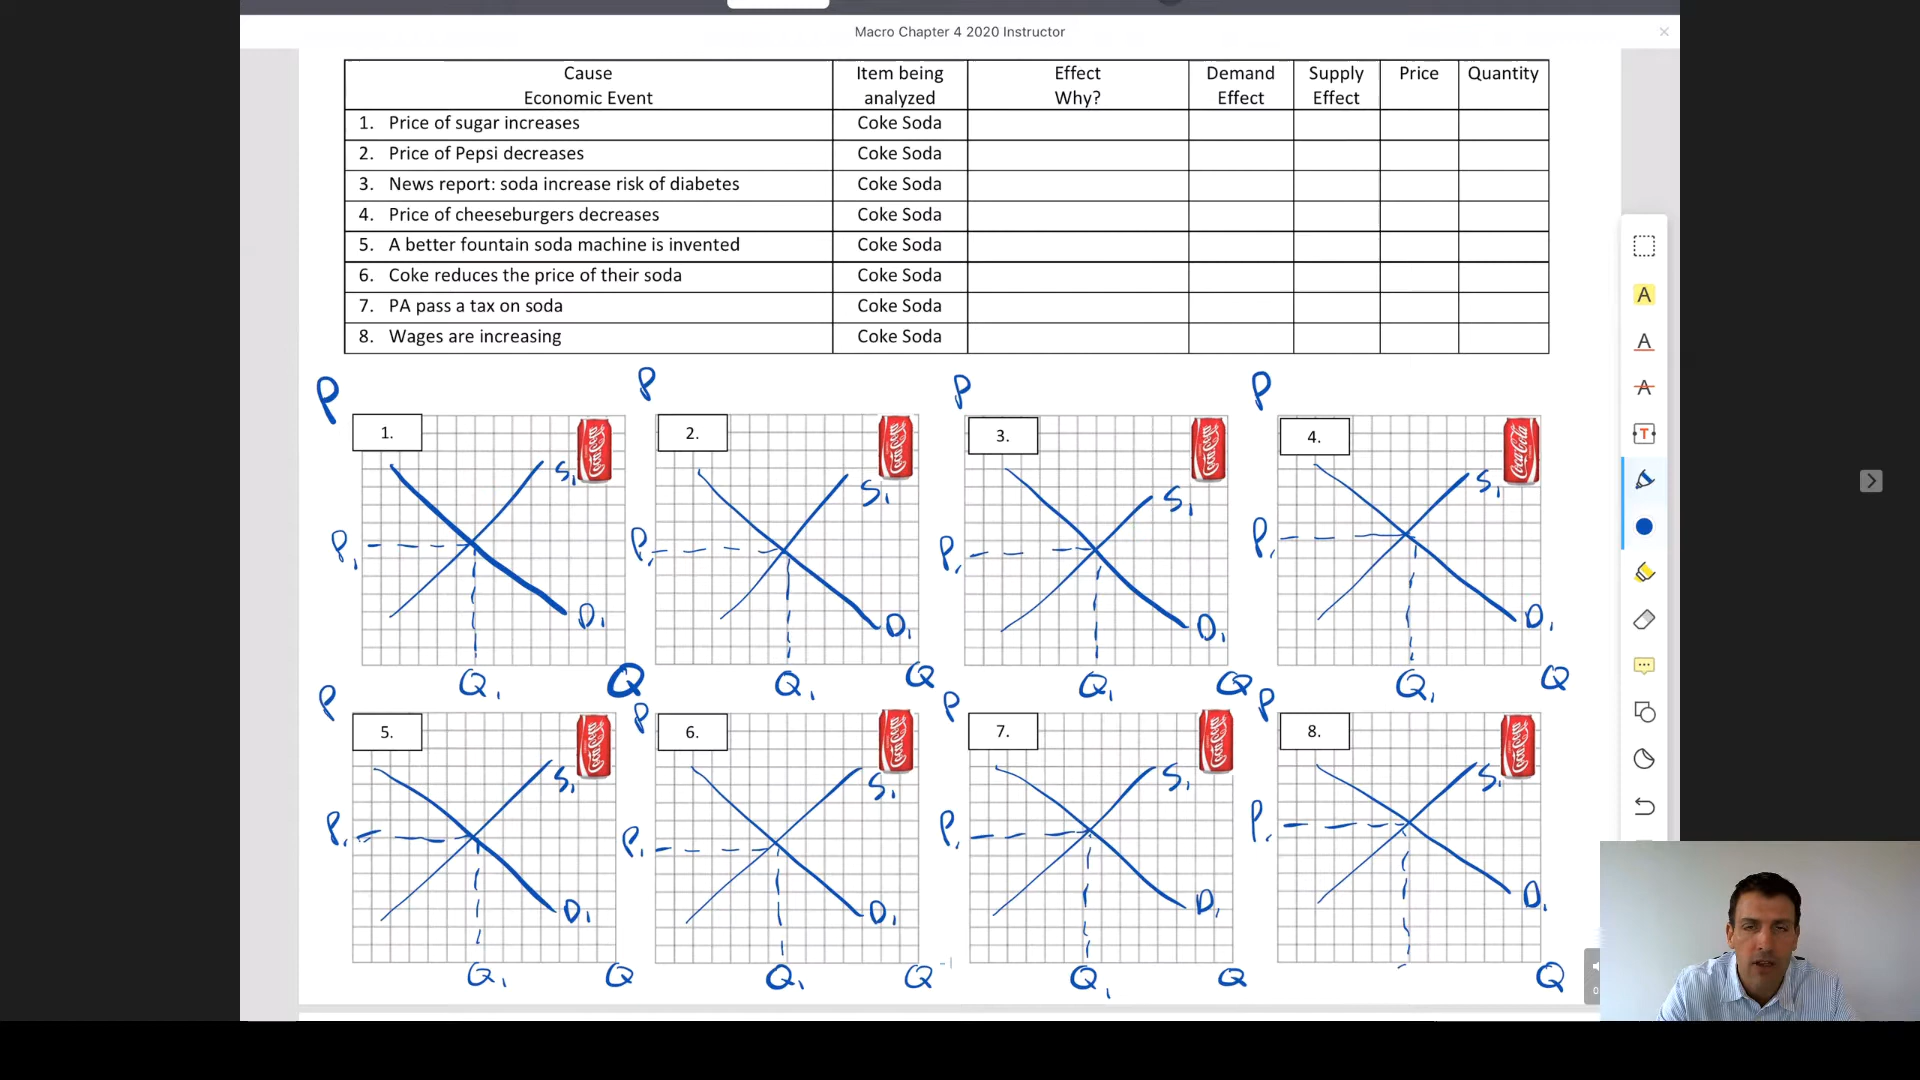 Macro Chapter 4 2020 Instructor
Cause
Economic Event
Item being
analyzed
Effect
Why?
Demand
Effect
Supply
Effect
Price
Quantity
1. Price of sugar increases Coke Soda
2. Price of Pepsi decreases Coke Soda
3. News report: soda increase risk of diabetes Coke Soda
4. Price of cheeseburgers decreases Coke Soda
5. A better fountain soda machine is invented Coke Soda
6. Coke reduces the price of their soda Coke Soda
7. PA pass a tax on soda Coke Soda
8. Wages are increasing Coke Soda
P
1.
S1
P1
D1
Q1
Q
P
2.
S1
P1
D1
Q1
Q
P
3.
S1
P1
D1
Q1
Q
P
4.
Coca-Cola
S1
P1
D1
Q1
Q
P
5.
S1
P1
D1
Q1
Q
P
6.
S1
P1
D1
Q1
Q
P
7.
S1
P1
D1
Q1
Q
P
8.
S1
P1
D1
Q
A
A
A
T